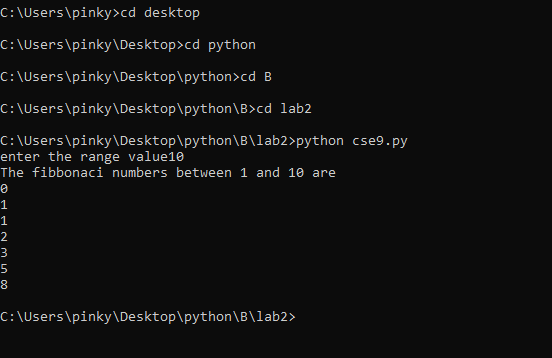 C:\Users\pinky>cd desktop
C:\Users\pinky\Desktop>cd python
C:\Users\pinky\Desktop\python>cd B
C:\Users\pinky\Desktop\python\B>cd lab2
C:\Users\pinky\Desktop\python\B\lab2>python cse9.py
enter the range value10
The fibbonaci numbers between 1 and 10 are
0
1
1
2
3
5
8
C:\Users\pinky\Desktop\python\B\lab2>